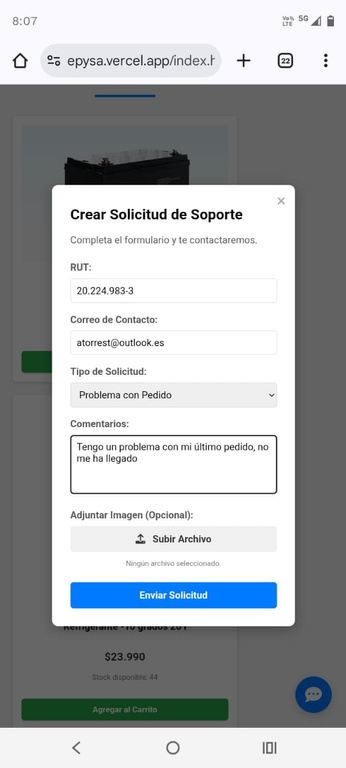 8:07
Vo))
LTE
5G
epysa.vercel.app/index.h
22
Crear Solicitud de Soporte
×
Completa el formulario y te contactaremos.
RUT:
20.224.983-3
Correo de Contacto:
atorrest@outlook.es
Tipo de Solicitud:
Problema con Pedido
Comentarios:
Tengo un problema con mi último pedido, no
me ha llegado
Adjuntar Imagen (Opcional):
Subir Archivo
Ningún archivo seleccionado.
Enviar Solicitud
Refrigerante -10 grados 20 l
$23.990
Stock disponible: 44
Agregar al Carrito